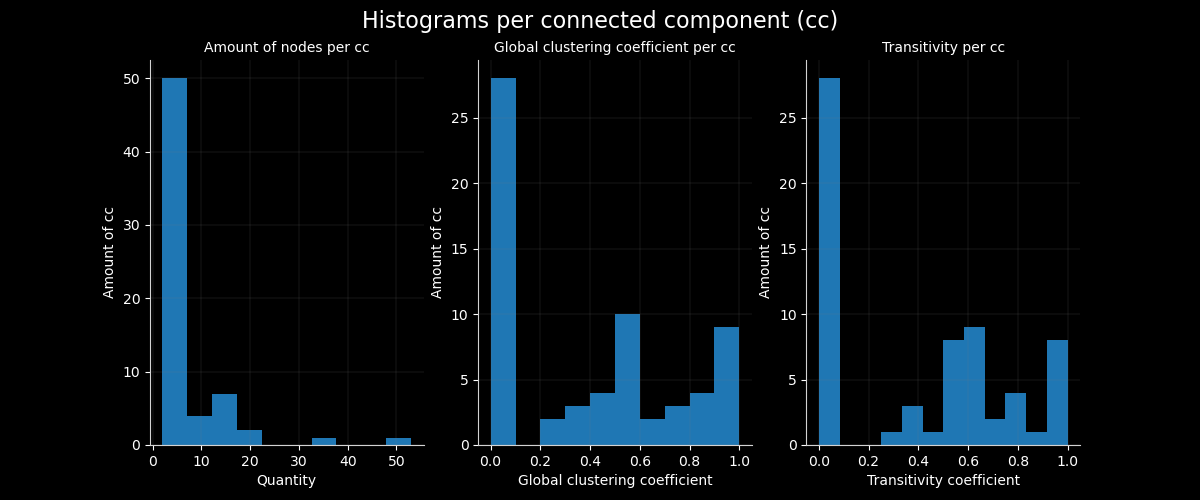 Histograms per connected component (cc)
Amount of nodes per cc
Global clustering coefficient per cc
Transitivity per cc
Amount of cc
50
40
30
20
10
0
0 10 20 30 40 50
Quantity
Amount of cc
25
20
15
10
5
0
0.0 0.2 0.4 0.6 0.8 1.0
Global clustering coefficient
Amount of cc
25
20
15
10
5
0
0.0 0.2 0.4 0.6 0.8 1.0
Transitivity coefficient